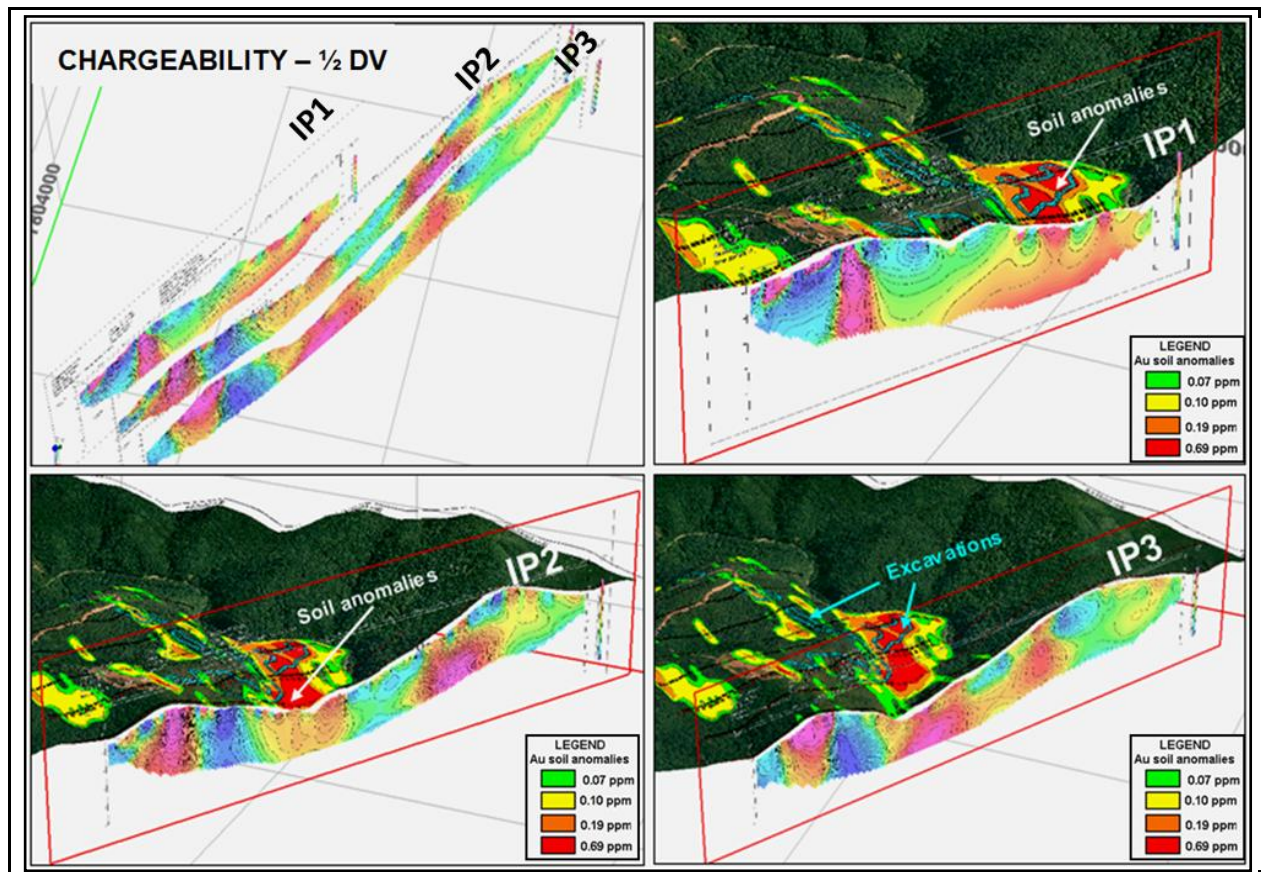 CHARGEABILITY – ½ DV
IP1
IP2
IP3
7804000
Soil anomalies
IP1
LEGEND
Au soil anomalies
0.07 ppm
0.10 ppm
0.19 ppm
0.69 ppm
Soil anomalies
IP2
LEGEND
Au soil anomalies
0.07 ppm
0.10 ppm
0.19 ppm
0.69 ppm
Excavations
IP3
LEGEND
Au soil anomalies
0.07 ppm
0.10 ppm
0.19 ppm
0.69 ppm